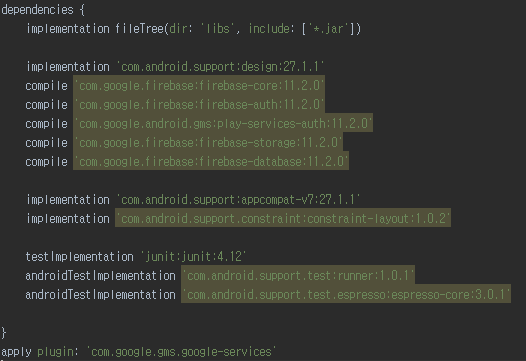 dependencies {
implementation fileTree(dir: 'libs', include: ['*.jar'])
implementation 'com.android.support:design:27.1.1'
compile 'com.google.firebase:firebase-core:11.2.0'
compile 'com.google.firebase:firebase-auth:11.2.0'
compile 'com.google.android.gms:play-services-auth:11.2.0'
compile 'com.google.firebase:firebase-storage:11.2.0'
compile 'com.google.firebase:firebase-database:11.2.0'
implementation 'com.android.support:appcompat-v7:27.1.1'
implementation 'com.android.support.constraint:constraint-layout:1.0.2'
testImplementation 'junit:junit:4.12'
androidTestImplementation 'com.android.support.test:runner:1.0.1'
androidTestImplementation 'com.android.support.test.espresso:espresso-core:3.0.1'
}
apply plugin: 'com.google.gms.google-services'